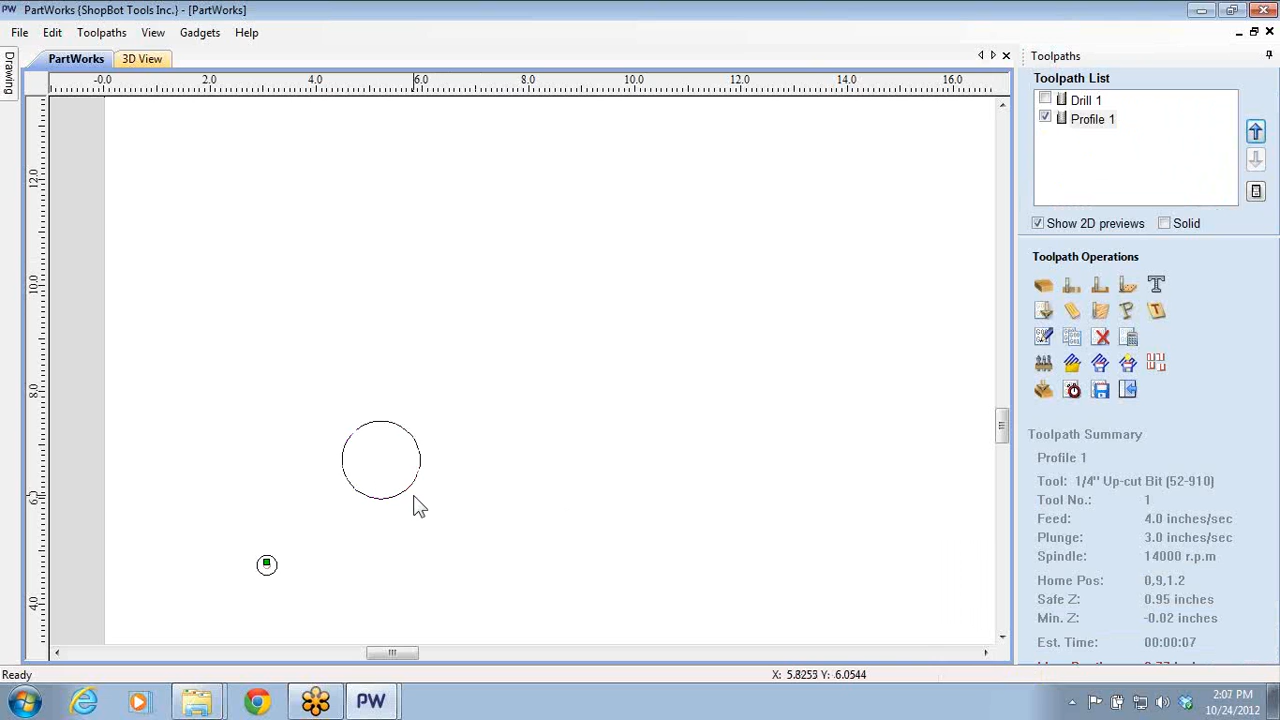 PartWorks {ShopBot Tools Inc.} - [PartWorks]
File Edit Toolpaths View Gadgets Help
Drawing
PartWorks 3D View
-0.0 2.0 4.0 6.0 8.0 10.0 12.0 14.0 16.0
12.0
10.0
8.0
6.0
4.0
Toolpaths
Toolpath List
Drill 1
Profile 1
Show 2D previews Solid
Toolpath Operations
Toolpath Summary
Profile 1
Tool: 1/4" Up-cut Bit (52-910)
Tool No.: 1
Feed: 4.0 inches/sec
Plunge: 3.0 inches/sec
Spindle: 14000 r.p.m
Home Pos: 0,9,1.2
Safe Z: 0.95 inches
Min. Z: -0.02 inches
Est. Time: 00:00:07
Ready
X: 5.8253 Y: 6.0544
PW
2:07 PM
10/24/2012